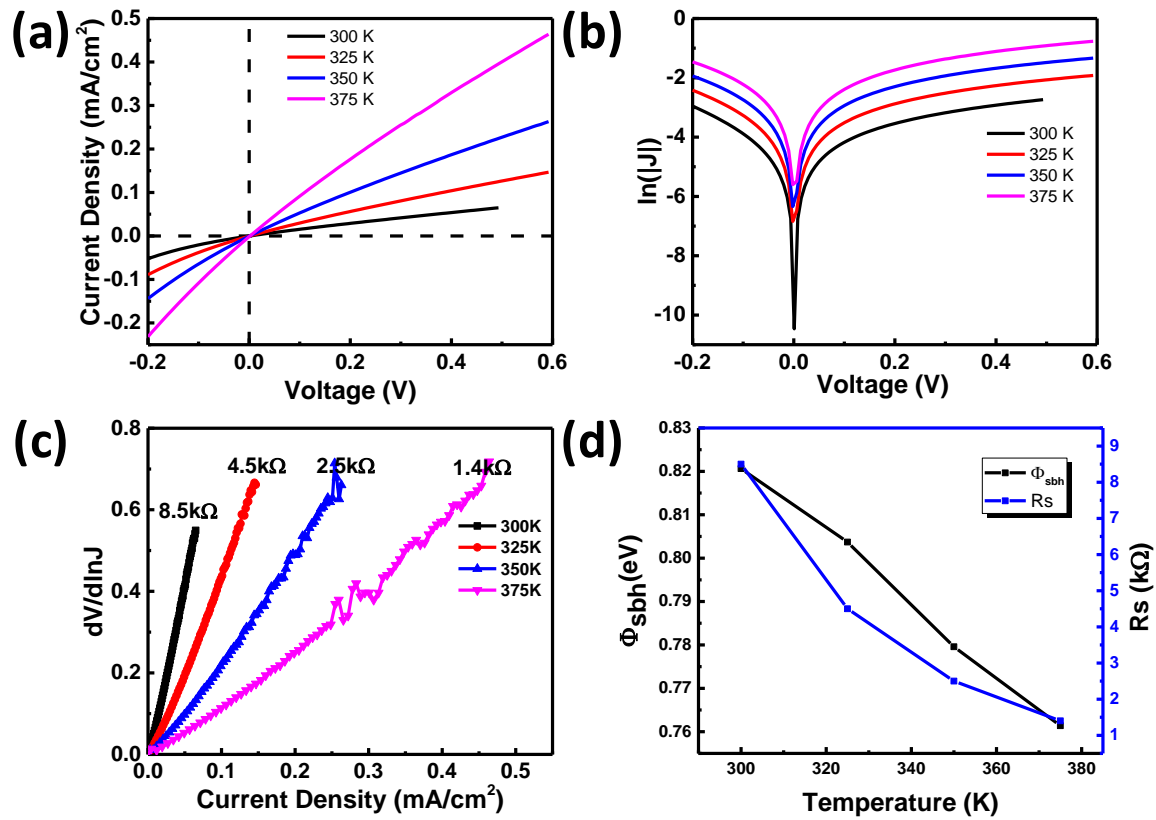 (a)
0.5
0.4
0.3
0.2
0.1
0.0
-0.1
-0.2
Current Density (mA/cm²)
300 K
325 K
350 K
375 K
-0.2
0.0
0.2
0.4
0.6
Voltage (V)
(b)
0
-2
-4
-6
-8
-10
ln(|J|)
300 K
325 K
350 K
375 K
-0.2
0.0
0.2
0.4
0.6
Voltage (V)
(c)
0.8
0.6
0.4
0.2
0.0
dV/dlnJ
8.5kΩ
4.5kΩ
2.5kΩ
1.4kΩ
300K
325K
350K
375K
0.0
0.1
0.2
0.3
0.4
0.5
Current Density (mA/cm²)
(d)
0.83
0.82
0.81
0.80
0.79
0.78
0.77
0.76
Φsbh(eV)
Φsbh
Rs
9
8
7
6
5
4
3
2
1
Rs (kΩ)
300
320
340
360
380
Temperature (K)